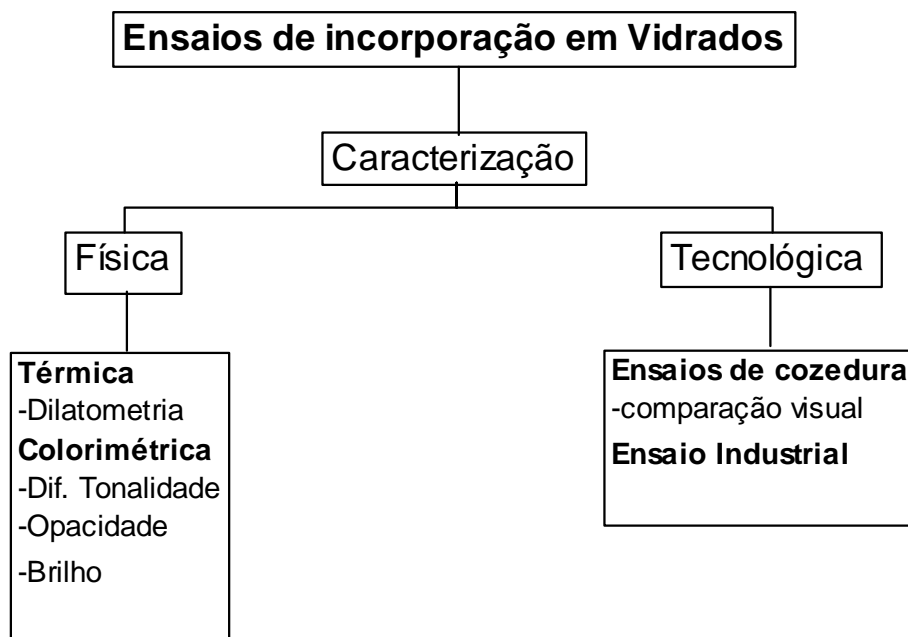 Ensaios de incorporação em Vidrados
Caracterização
Física
Tecnológica
Térmica
-Dilatometria
Colorimétrica
-Dif. Tonalidade
-Opacidade
-Brilho
Ensaios de cozedura
-comparação visual
Ensaio Industrial